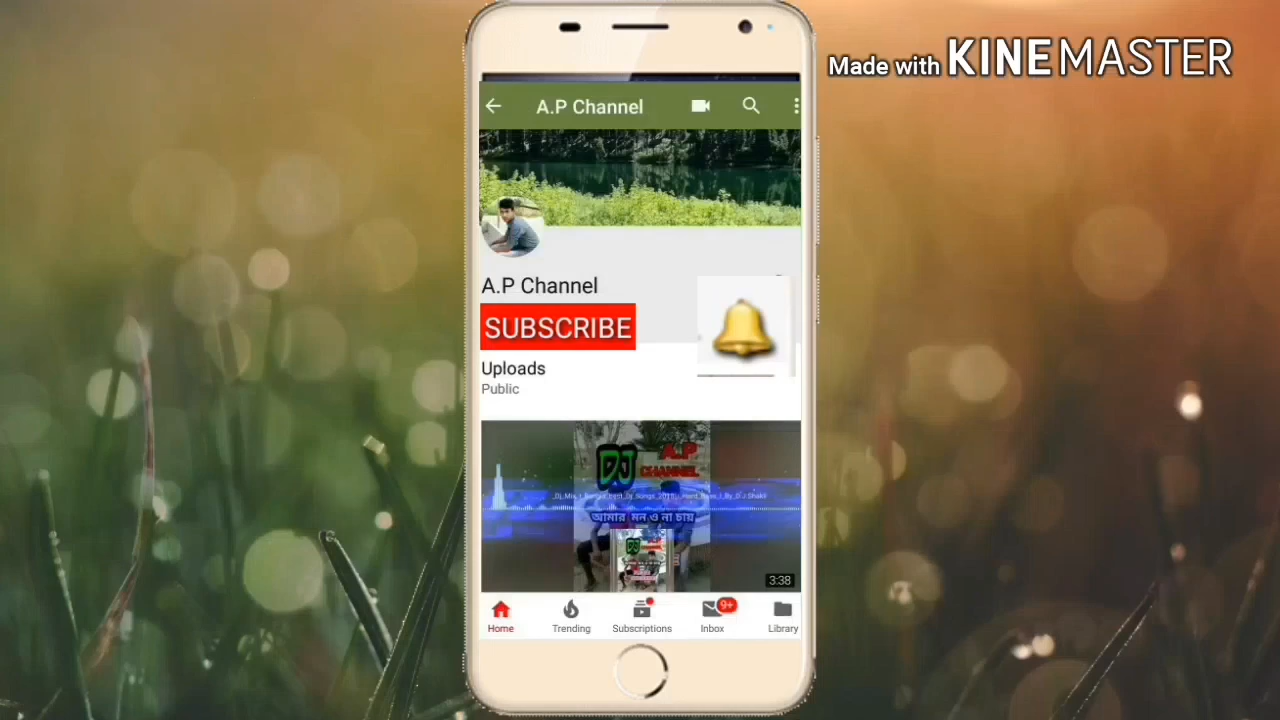 Made with KINEMASTER
A.P Channel
A.P Channel
SUBSCRIBE
Uploads
Public
DJ A.P
CHANNEL
আমার মন ও না চায়
3:38
Home Trending Subscriptions Inbox 9+ Library